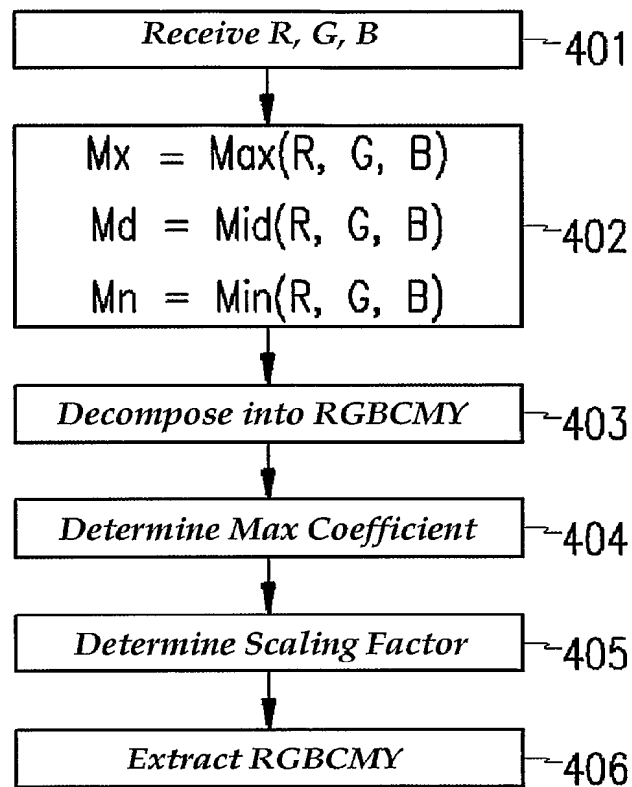 Receive R, G, B 401
Mx = Max(R, G, B)
Md = Mid(R, G, B) 402
Mn = Min(R, G, B)
Decompose into RGBCMY 403
Determine Max Coefficient 404
Determine Scaling Factor 405
Extract RGBCMY 406